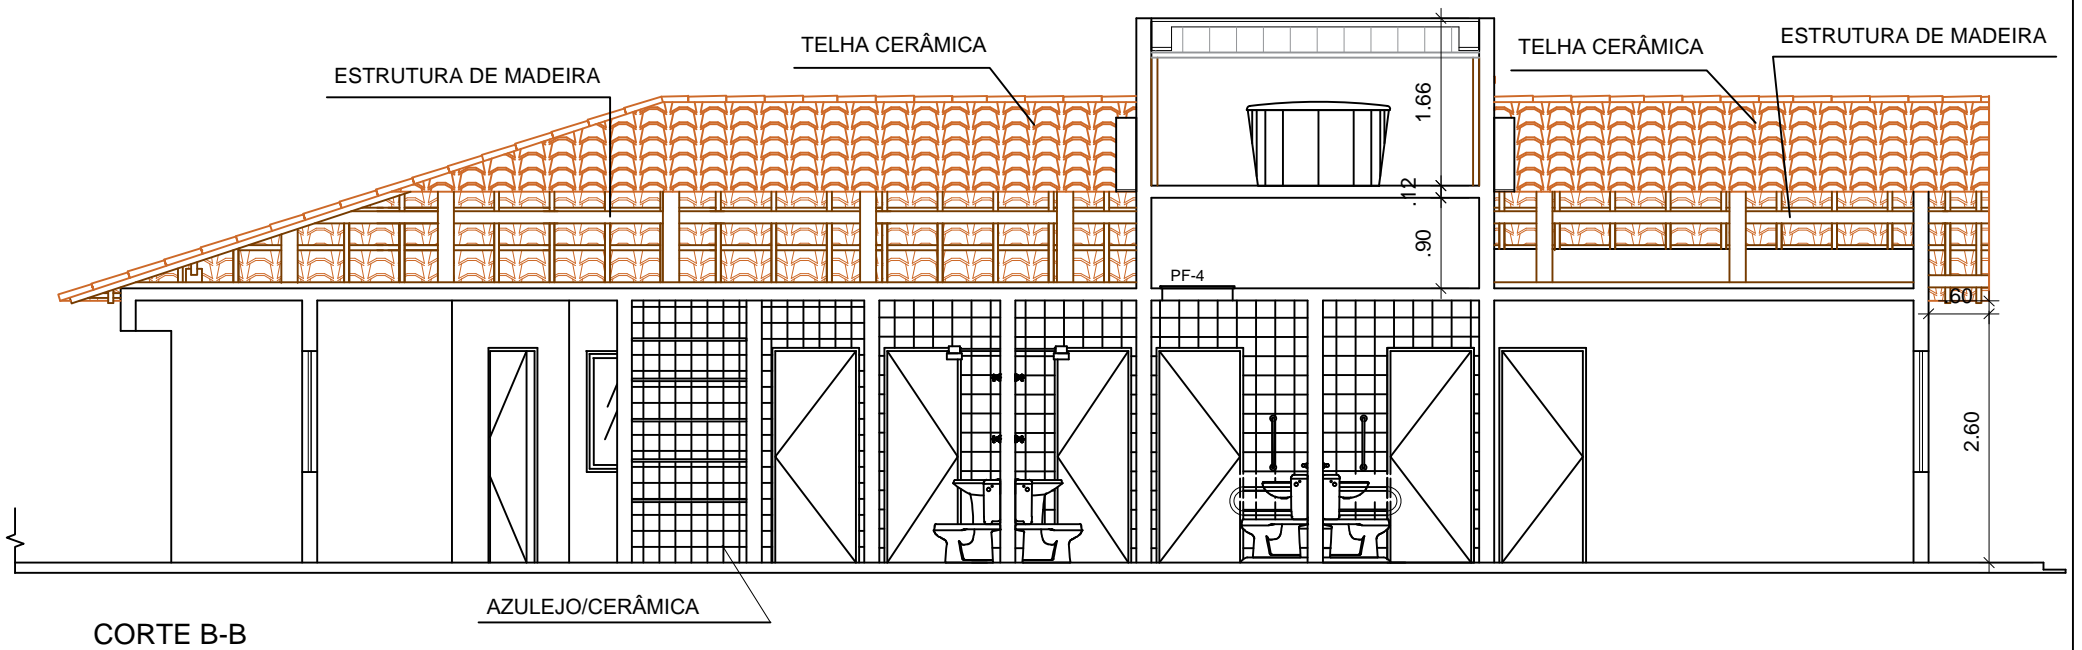 TELHA CERÂMICA
ESTRUTURA DE MADEIRA
TELHA CERÂMICA
ESTRUTURA DE MADEIRA
1.66
.12
.90
PF-4
.60
2.60
AZULEJO/CERÂMICA
CORTE B-B